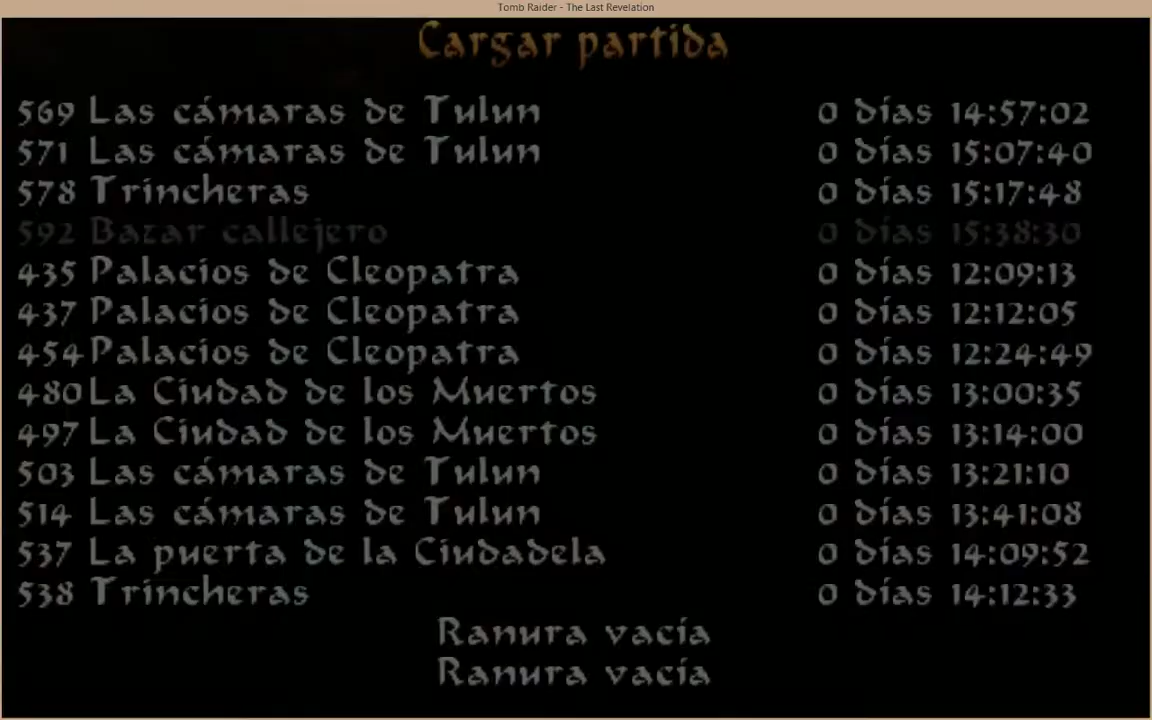 Tomb Raider - The Last Revelation
Cargar partida
569 Las cámaras de Tulun 0 días 14:57:02
571 Las cámaras de Tulun 0 días 15:07:40
578 Trincheras 0 días 15:17:48
592 Bazar callejero 0 días 15:38:30
435 Palacios de Cleopatra 0 días 12:09:13
437 Palacios de Cleopatra 0 días 12:12:05
454 Palacios de Cleopatra 0 días 12:24:49
480 La Ciudad de los Muertos 0 días 13:00:35
497 La Ciudad de los Muertos 0 días 13:14:00
503 Las cámaras de Tulun 0 días 13:21:10
514 Las cámaras de Tulun 0 días 13:41:08
537 La puerta de la Ciudadela 0 días 14:09:52
538 Trincheras 0 días 14:12:33
Ranura vacía
Ranura vacía